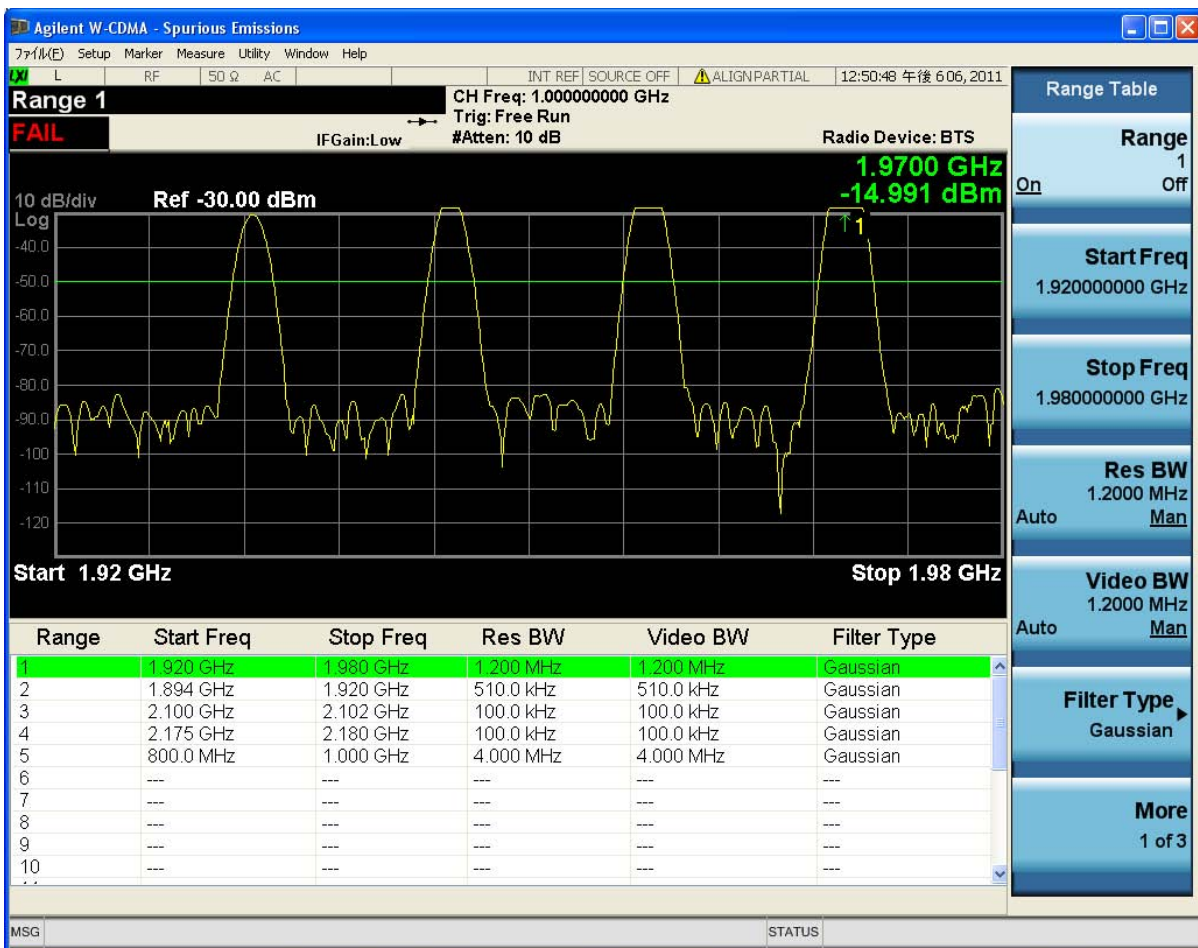 Agilent W-CDMA - Spurious Emissions
ファイル(F) Setup Marker Measure Utility Window Help
LXI L RF 50 Ω AC INT REF SOURCE OFF ALIGN PARTIAL 12:50:48 午後 6 06, 2011
Range 1
FAIL
IFGain:Low
CH Freq: 1.000000000 GHz
Trig: Free Run
#Atten: 10 dB
Radio Device: BTS
1.9700 GHz
-14.991 dBm
10 dB/div Ref -30.00 dBm
Log
1
-40.0
-50.0
-60.0
-70.0
-80.0
-90.0
-100
-110
-120
Start 1.92 GHz Stop 1.98 GHz
Range Start Freq Stop Freq Res BW Video BW Filter Type
1 1.920 GHz 1.980 GHz 1.200 MHz 1.200 MHz Gaussian
2 1.894 GHz 1.920 GHz 510.0 kHz 510.0 kHz Gaussian
3 2.100 GHz 2.102 GHz 100.0 kHz 100.0 kHz Gaussian
4 2.175 GHz 2.180 GHz 100.0 kHz 100.0 kHz Gaussian
5 800.0 MHz 1.000 GHz 4.000 MHz 4.000 MHz Gaussian
6 --- --- --- --- ---
7 --- --- --- --- ---
8 --- --- --- --- ---
9 --- --- --- --- ---
10 --- --- --- --- ---
MSG STATUS
Range Table
Range
1
On Off
Start Freq
1.920000000 GHz
Stop Freq
1.980000000 GHz
Res BW
1.2000 MHz
Auto Man
Video BW
1.2000 MHz
Auto Man
Filter Type
Gaussian
More
1 of 3